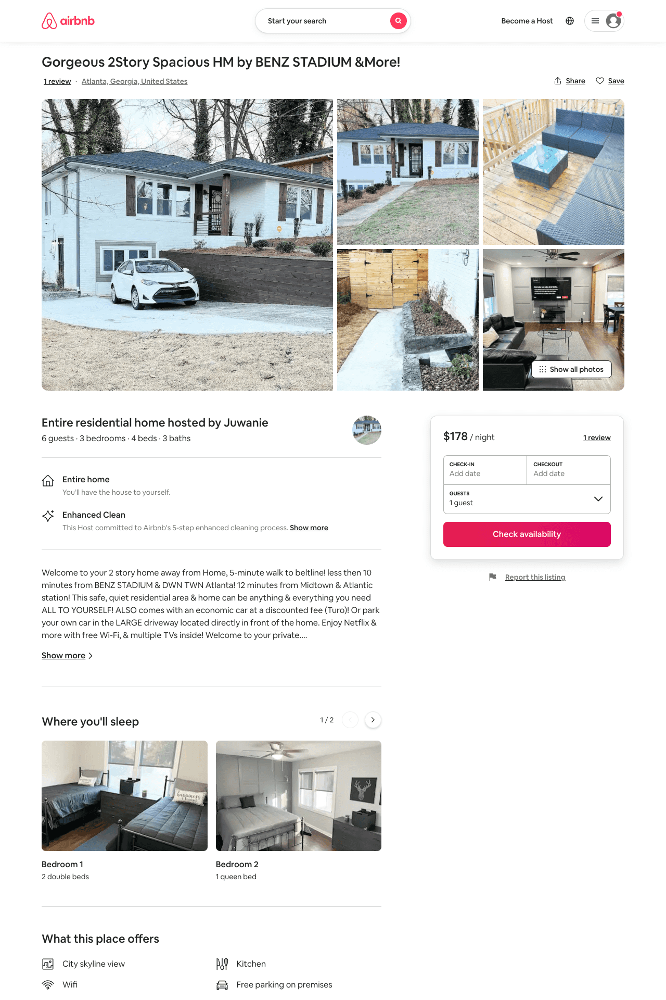 airbnb
Start your search
Become a Host
Gorgeous 2Story Spacious HM by BENZ STADIUM &More!
1 review · Atlanta, Georgia, United States
Share
Save
Show all photos
Entire residential home hosted by Juwanie
6 guests · 3 bedrooms · 4 beds · 3 baths
Entire home
You'll have the house to yourself.
Enhanced Clean
This Host committed to Airbnb's 5-step enhanced cleaning process. Show more
$178 / night
1 review
CHECK-IN
Add date
CHECKOUT
Add date
GUESTS
1 guest
Check availability
Report this listing
Welcome to your 2 story home away from Home, 5-minute walk to beltline! less then 10
minutes from BENZ STADIUM & DWN TWN Atlanta! 12 minutes from Midtown & Atlantic
station! This safe, quiet residential area & home can be anything & everything you need
ALL TO YOURSELF! ALSO comes with an economic car at a discounted fee (Turo)! Or park
your own car in the LARGE driveway located directly in front of the home. Enjoy Netflix &
more with free Wi-Fi, & multiple TVs inside! Welcome to your private....
Show more
Where you'll sleep
1 / 2
happiness
Bedroom 1
2 double beds
Bedroom 2
1 queen bed
What this place offers
City skyline view
Kitchen
Wifi
Free parking on premises